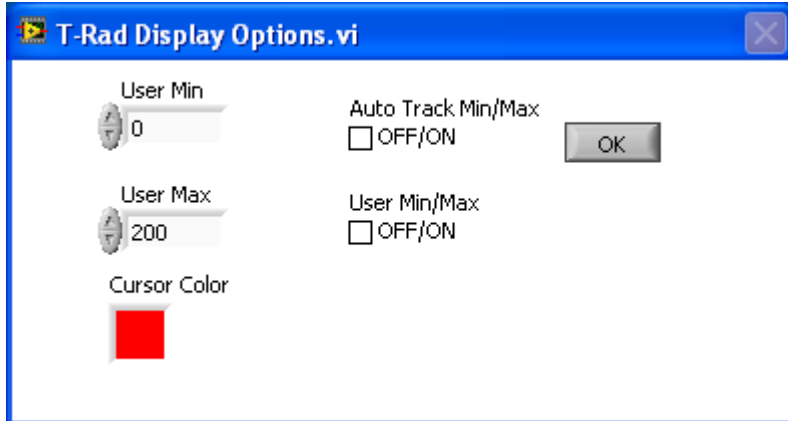 T-Rad Display Options.vi
User Min
0
Auto Track Min/Max
OFF/ON
OK
User Max
200
User Min/Max
OFF/ON
Cursor Color